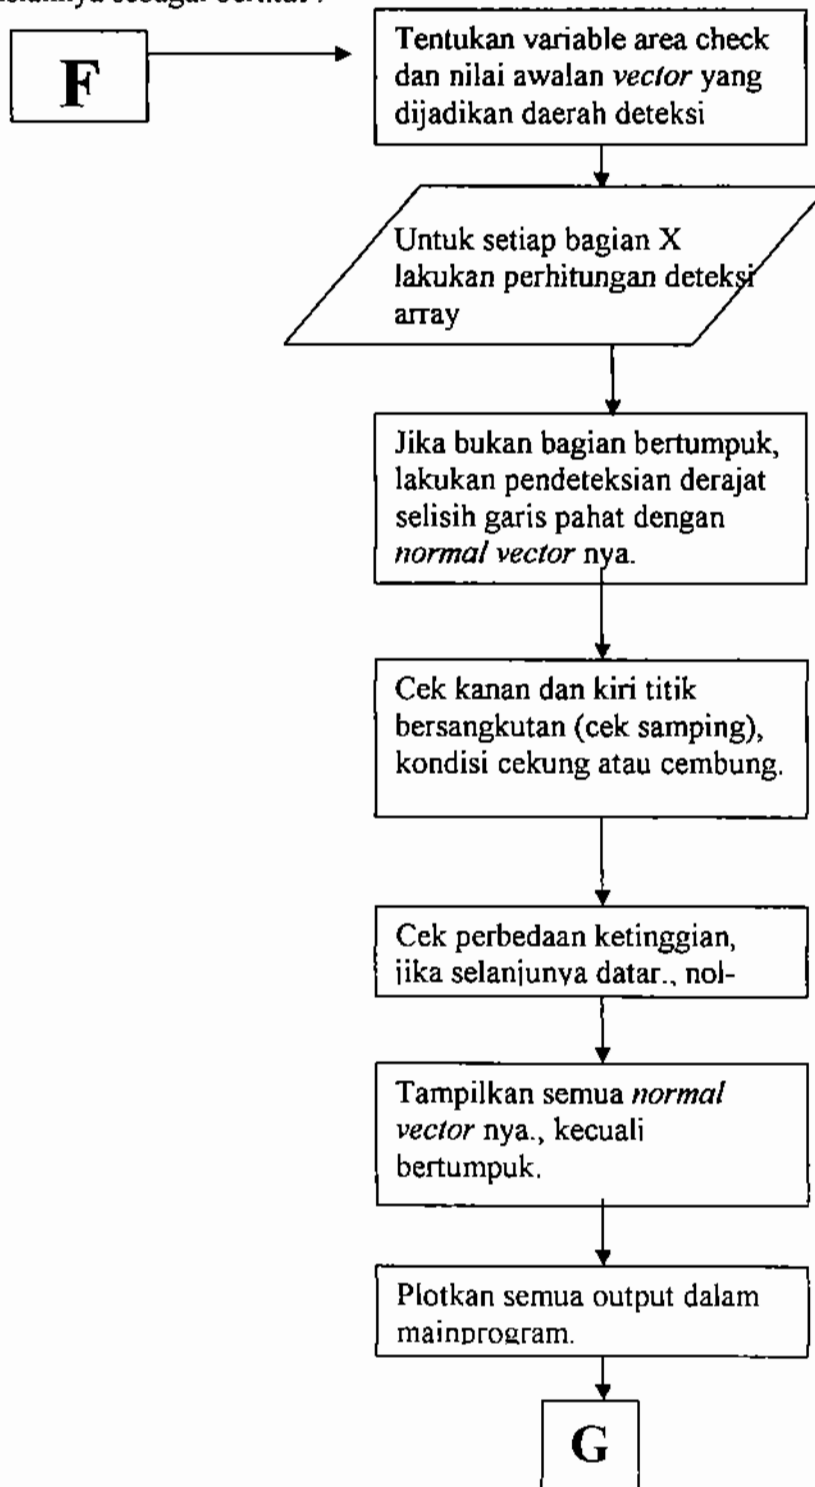 sebagai berikut :
F
Tentukan variable area check
dan nilai awalan vector yang
dijadikan daerah deteksi
Untuk setiap bagian X
lakukan perhitungan deteksi
array
Jika bukan bagian bertumpuk,
lakukan pendeteksian derajat
selisih garis pahat dengan
normal vector nya.
Cek kanan dan kiri titik
bersangkutan (cek samping),
kondisi cekung atau cembung.
Cek perbedaan ketinggian,
jika selanjunya datar., nol-
Tampilkan semua normal
vector nya., kecuali
bertumpuk.
Plotkan semua output dalam
mainprogram.
G